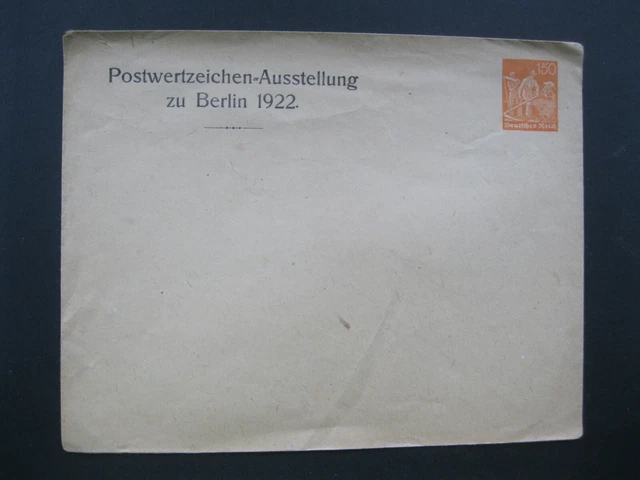 Postwertzeichen-Ausstellung
zu Berlin 1922.
150
Deutsches Reich